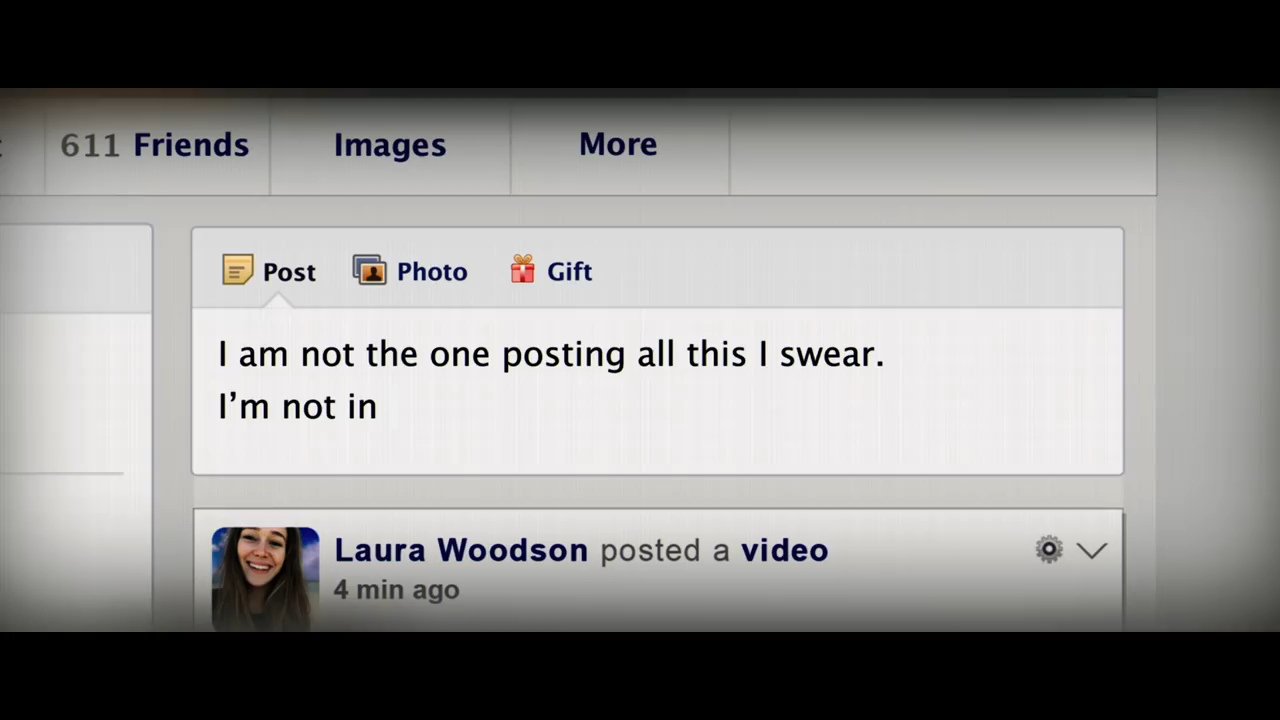 611 Friends Images More
Post Photo Gift
I am not the one posting all this I swear.
I’m not in
Laura Woodson posted a video
4 min ago